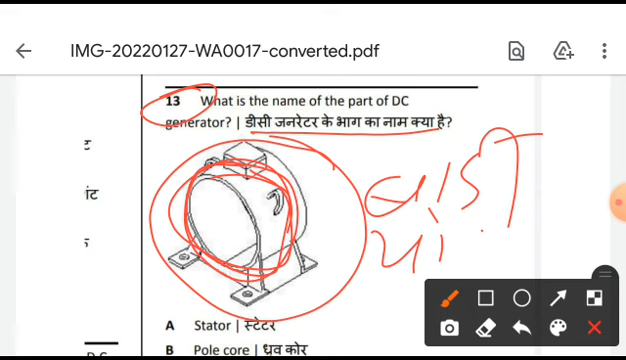 IMG-20220127-WA0017-converted.pdf
13 What is the name of the part of DC
generator? | डीसी जनरेटर के भाग का नाम क्या है?
A Stator | स्टेटर
B Pole core | ध्रुव कोर